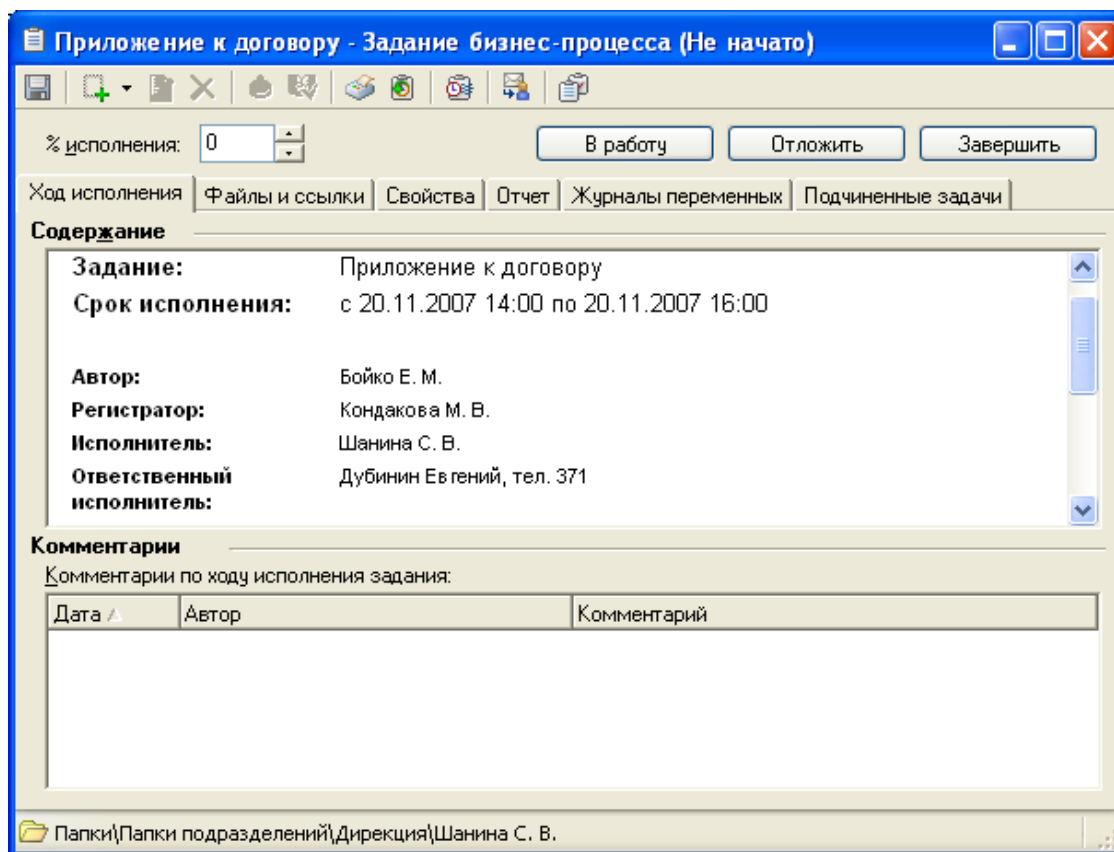 Приложение к договору - Задание бизнес-процесса (Не начато)
% исполнения: 0 В работу Отложить Завершить
Ход исполнения Файлы и ссылки Свойства Отчет Журналы переменных Подчиненные задачи
Содержание
Задание: Приложение к договору
Срок исполнения: с 20.11.2007 14:00 по 20.11.2007 16:00
Автор: Бойко Е. М.
Регистратор: Кондакова М. В.
Исполнитель: Шанина С. В.
Ответственный Дубинин Евгений, тел. 371
исполнитель:
Комментарии
Комментарии по ходу исполнения задания:
Дата Автор Комментарий
Папки\Папки подразделений\Дирекция\Шанина С. В.